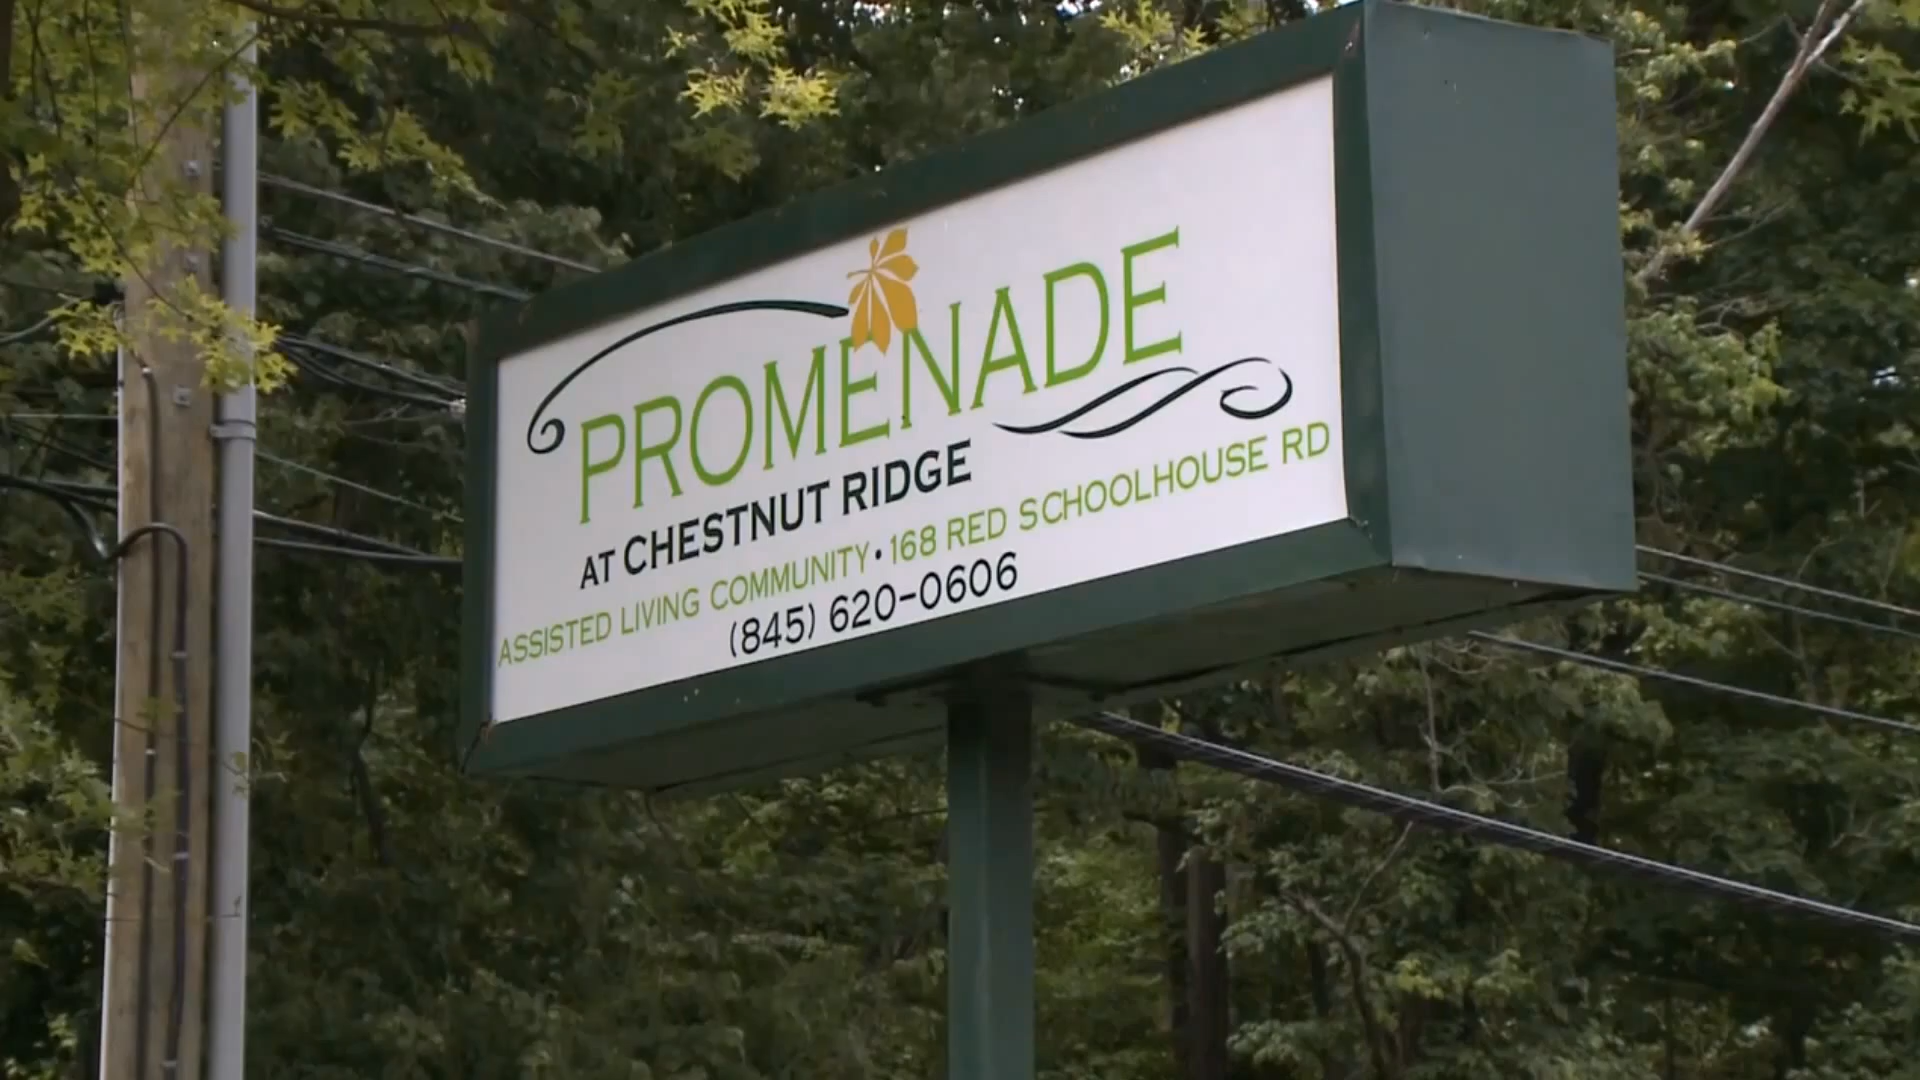 PROMENADE
AT CHESTNUT RIDGE
ASSISTED LIVING COMMUNITY • 168 RED SCHOOLHOUSE RD
(845) 620-0606